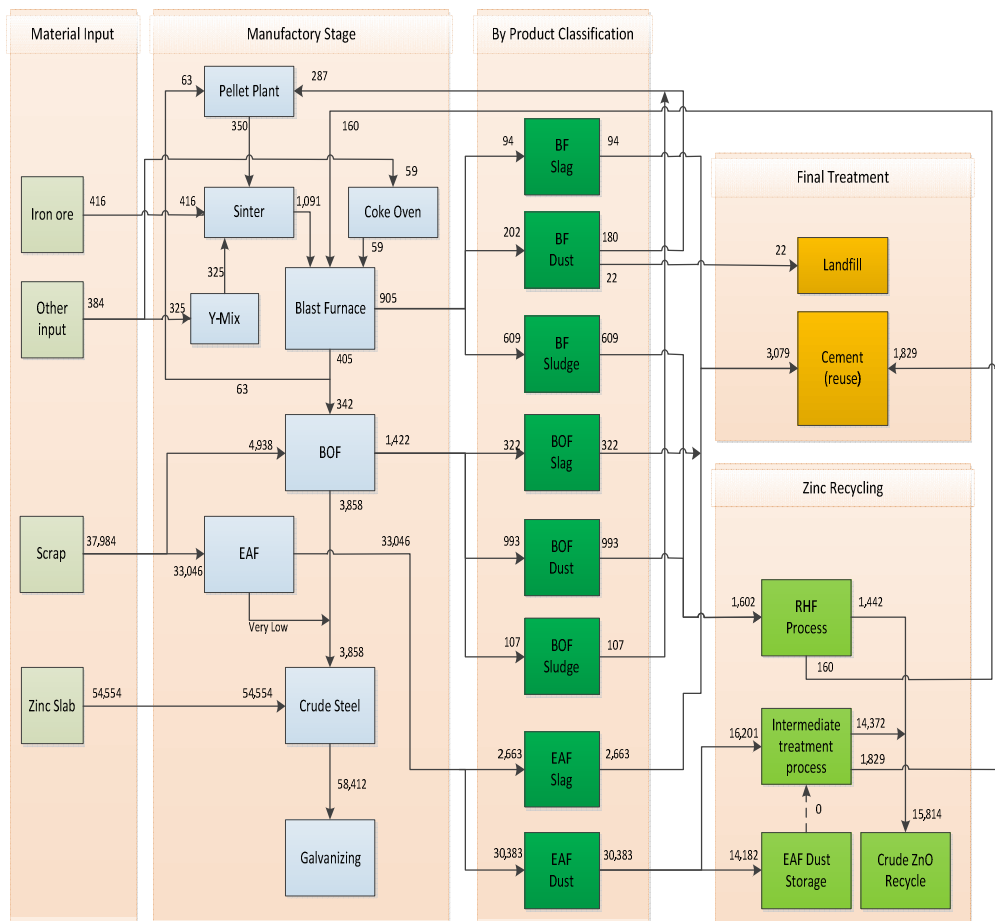 Material Input
Manufactory Stage
By Product Classification
63
Pellet Plant
287
350
160
59
94
BF
Slag
94
Final Treatment
Iron ore
416
416
Sinter
1,091
Coke Oven
59
202
BF
Dust
180
22
22
Landfill
325
Other
input
384
325
Y-Mix
Blast Furnace
905
609
BF
Sludge
609
3,079
Cement
(reuse)
1,829
405
63
342
4,938
BOF
1,422
322
BOF
Slag
322
Zinc Recycling
3,858
Scrap
37,984
33,046
EAF
33,046
993
BOF
Dust
993
1,602
RHF
Process
1,442
160
Very Low
107
BOF
Sludge
107
3,858
Zinc Slab
54,554
54,554
Crude Steel
16,201
Intermediate
treatment
process
14,372
1,829
2,663
EAF
Slag
2,663
58,412
0
15,814
Galvanizing
30,383
EAF
Dust
30,383
14,182
EAF Dust
Storage
Crude ZnO
Recycle